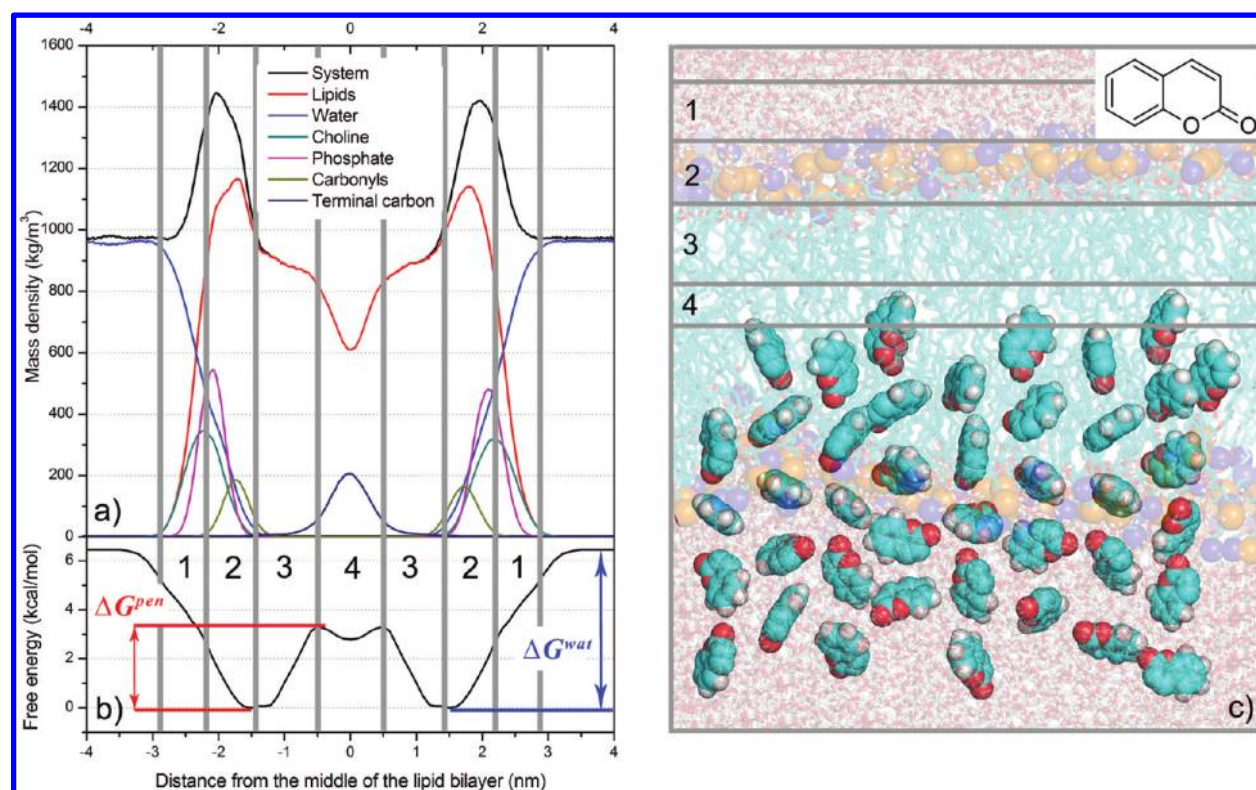 -4 -2 0 2 4
1600
1400
1200
1000
800
600
400
200
0
Mass density (kg/m³)
System
Lipids
Water
Choline
Phosphate
Carbonyls
Terminal carbon
a)
6
4
2
0
Free energy (kcal/mol)
1 2 3 4 3 2 1
ΔG^pen
ΔG^wat
b)
-4 -3 -2 -1 0 1 2 3 4
Distance from the middle of the lipid bilayer (nm)
1
2
3
4
O O
c)